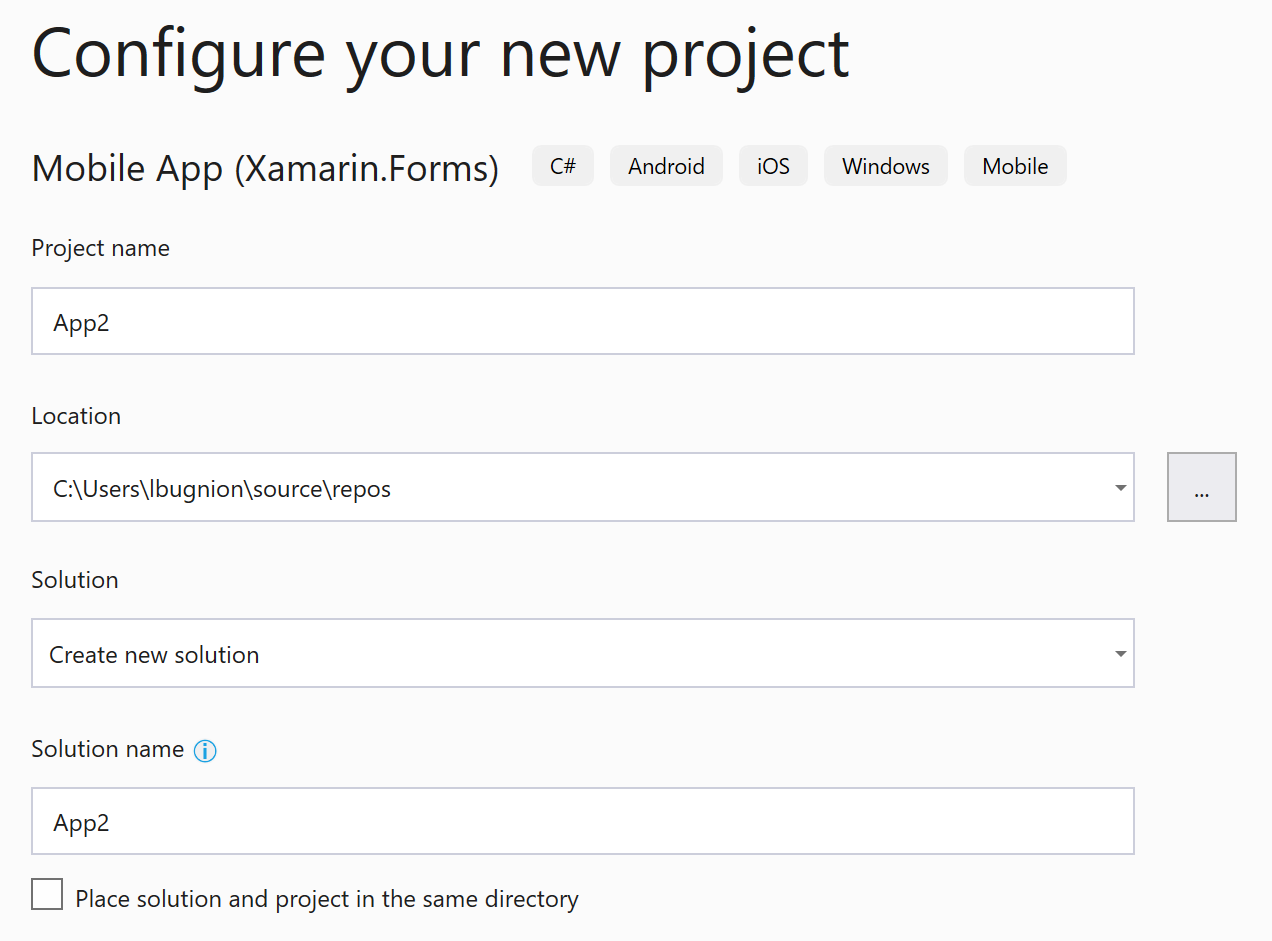 Configure your new project
Mobile App (Xamarin.Forms) C# Android iOS Windows Mobile
Project name
App2
Location
C:\Users\lbugnion\source\repos
...
Solution
Create new solution
Solution name
App2
Place solution and project in the same directory